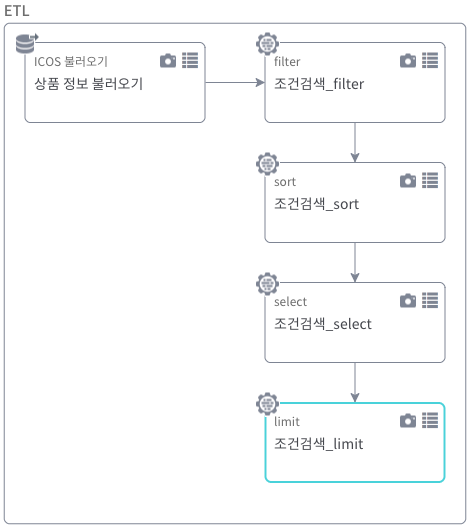 ETL
ICOS 불러오기
상품 정보 불러오기
filter
조건검색_filter
sort
조건검색_sort
select
조건검색_select
limit
조건검색_limit